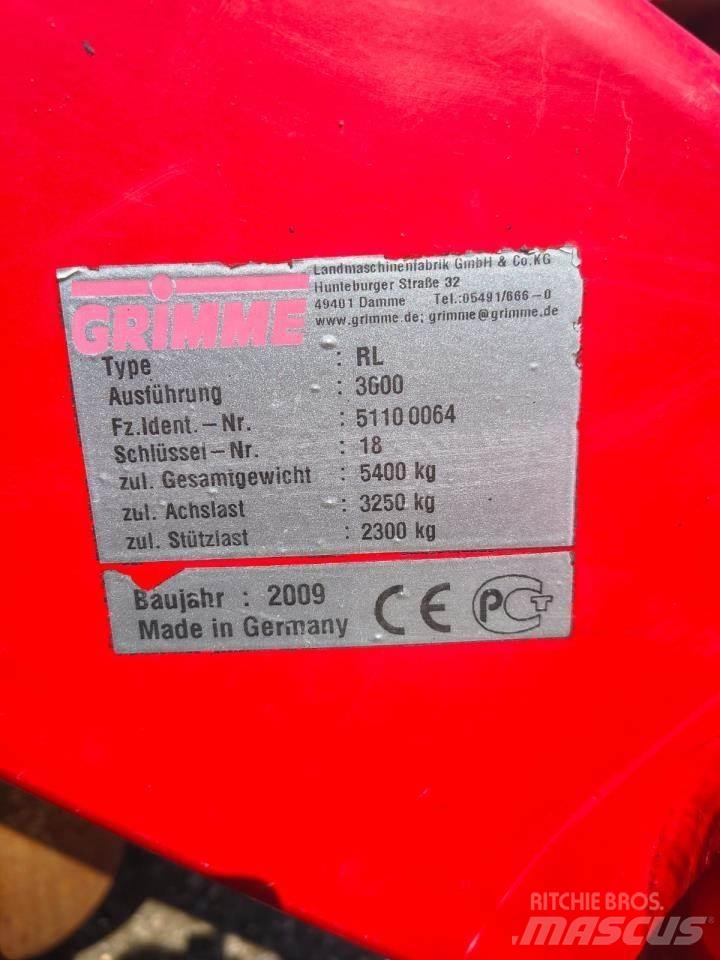 GRIMME
Landmaschinenfabrik GmbH & Co.KG
Hunteburger Straße 32
49401 Damme Tel.:05491/666-0
www.grimme.de; grimme@grimme.de
Type : RL
Ausführung : 3600
Fz.Ident.-Nr. : 5110 0064
Schlüssel-Nr. : 18
zul. Gesamtgewicht : 5400 kg
zul. Achslast : 3250 kg
zul. Stützlast : 2300 kg
Baujahr : 2009
Made in Germany
CE PCT
RITCHIE BROS.
MASCUS